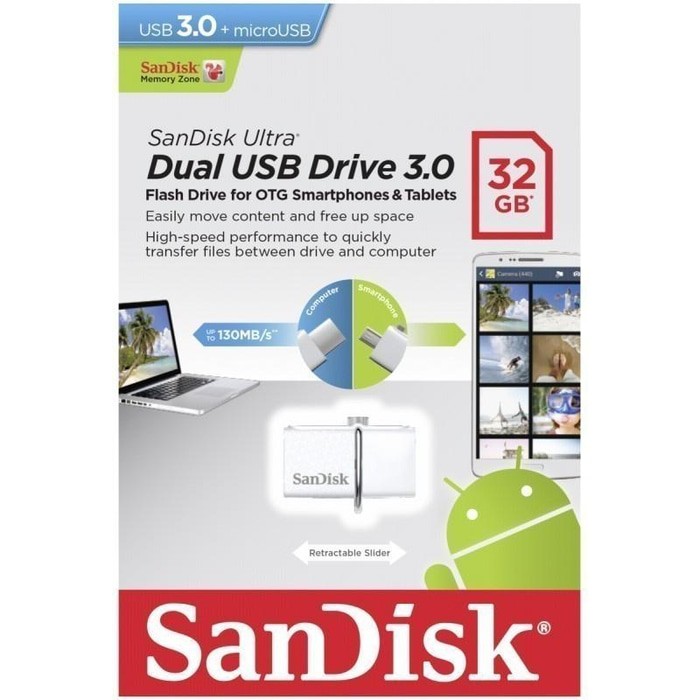 USB 3.0 + microUSB
SanDisk
Memory Zone
SanDisk Ultra®
Dual USB Drive 3.0
Flash Drive for OTG Smartphones & Tablets
Easily move content and free up space
High-speed performance to quickly
transfer files between drive and computer
32
GB*
Camera (440)
Computer
Smartphone
UP TO 130MB/s**
SanDisk
Retractable Slider
SanDisk®